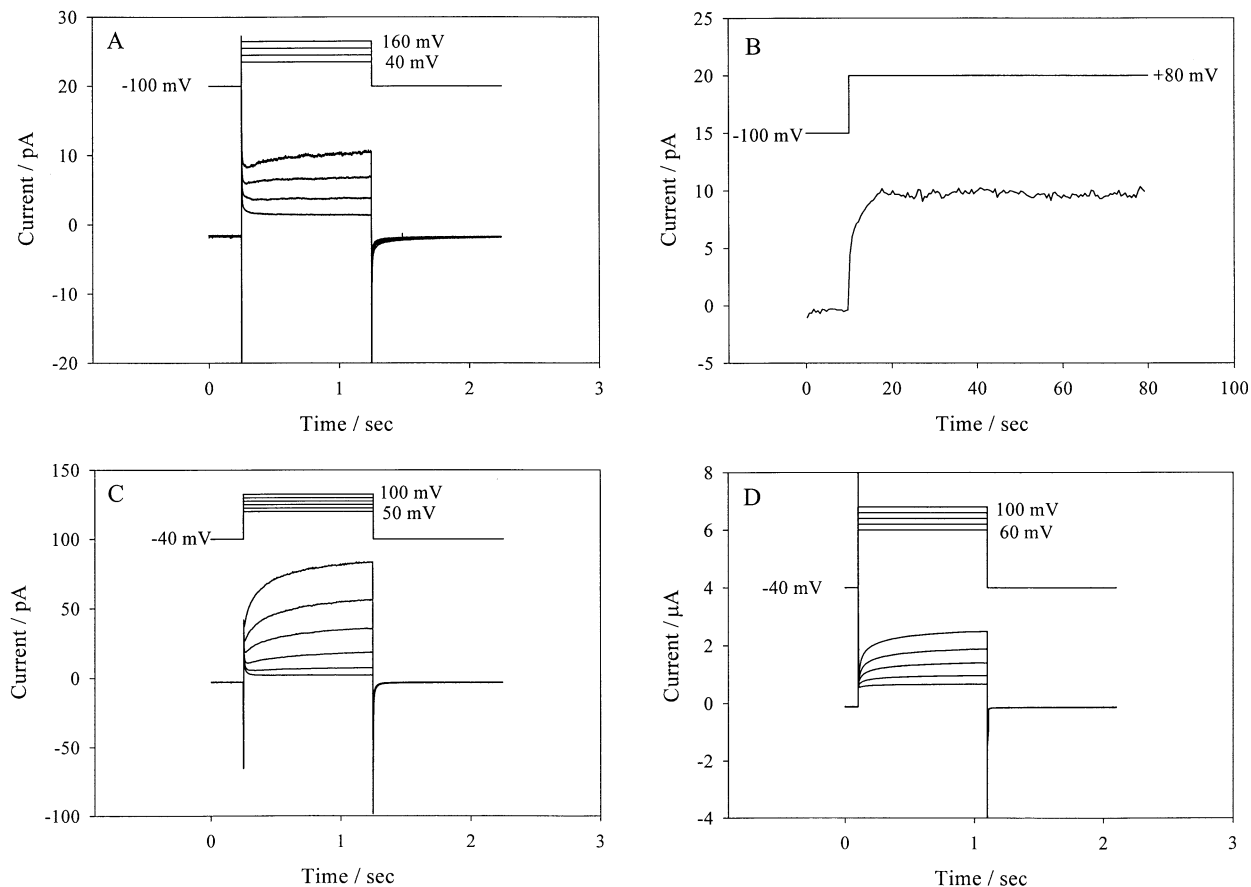 A
160 mV
40 mV
-100 mV
30
20
10
0
-10
-20
Current / pA
0
1
2
3
Time / sec
B
+80 mV
-100 mV
25
20
15
10
5
0
-5
Current / pA
0
20
40
60
80
100
Time / sec
C
100 mV
50 mV
-40 mV
150
100
50
0
-50
-100
Current / pA
0
1
2
3
Time / sec
D
100 mV
60 mV
-40 mV
8
6
4
2
0
-2
-4
Current / μA
0
1
2
3
Time / sec